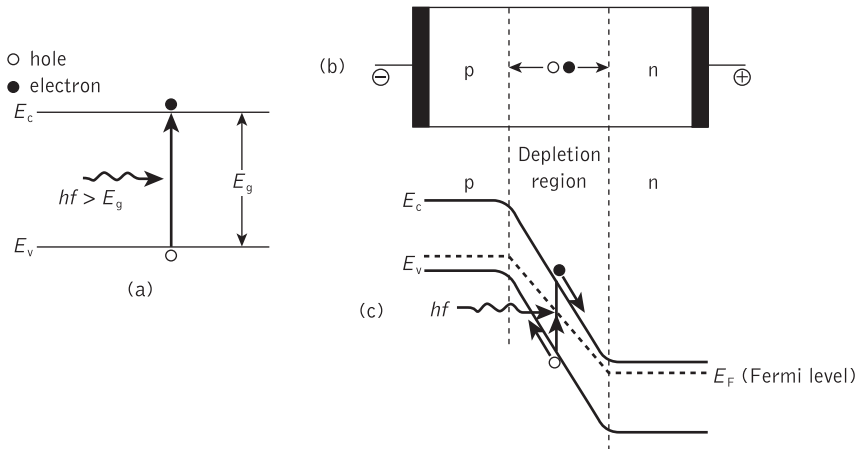 ○ hole
● electron
E_c
hf > E_g
E_g
E_v
(a)
(b)
⊖
p
n
⊕
Depletion
region
p
n
E_c
E_v
(c)
hf
E_F (Fermi level)